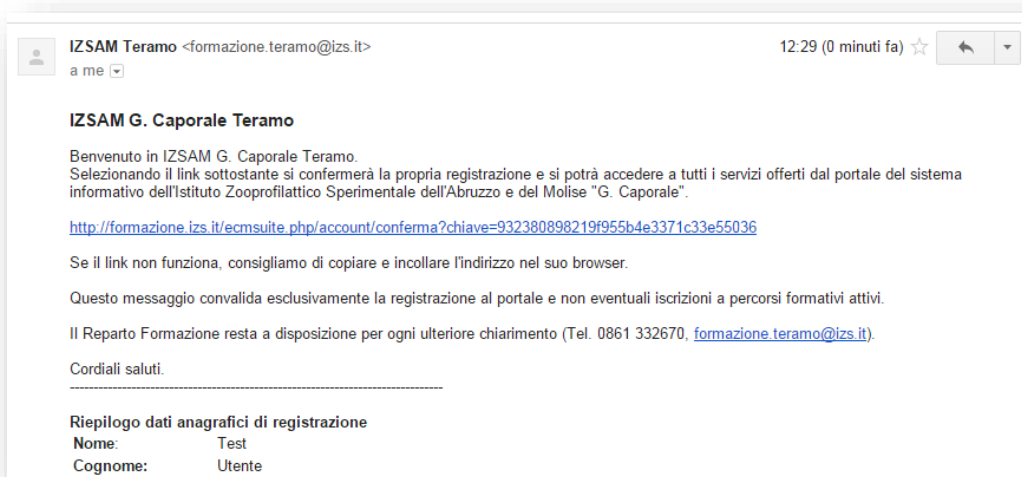 IZSAM Teramo <formazione.teramo@izs.it>
12:29 (0 minuti fa)
a me
IZSAM G. Caporale Teramo
Benvenuto in IZSAM G. Caporale Teramo.
Selezionando il link sottostante si confermerà la propria registrazione e si potrà accedere a tutti i servizi offerti dal portale del sistema
informativo dell'Istituto Zooprofilattico Sperimentale dell'Abruzzo e del Molise "G. Caporale".
http://formazione.izs.it/ecmsuite.php/account/conferma?chiave=932380898219f955b4e3371c33e55036
Se il link non funziona, consigliamo di copiare e incollare l'indirizzo nel suo browser.
Questo messaggio convalida esclusivamente la registrazione al portale e non eventuali iscrizioni a percorsi formativi attivi.
Il Reparto Formazione resta a disposizione per ogni ulteriore chiarimento (Tel. 0861 332670, formazione.teramo@izs.it).
Cordiali saluti.
-------------------------------------------------------------------------------
Riepilogo dati anagrafici di registrazione
Nome: Test
Cognome: Utente